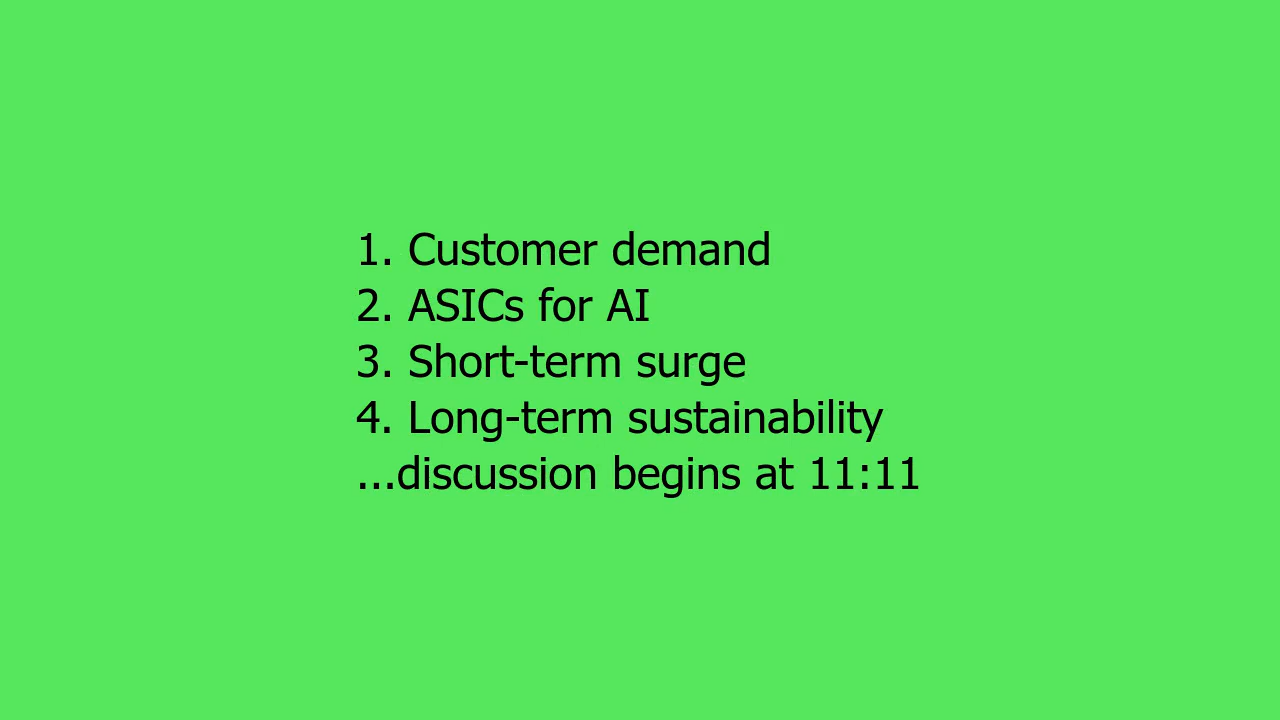 1. Customer demand
2. ASICs for AI
3. Short-term surge
4. Long-term sustainability
...discussion begins at 11:11